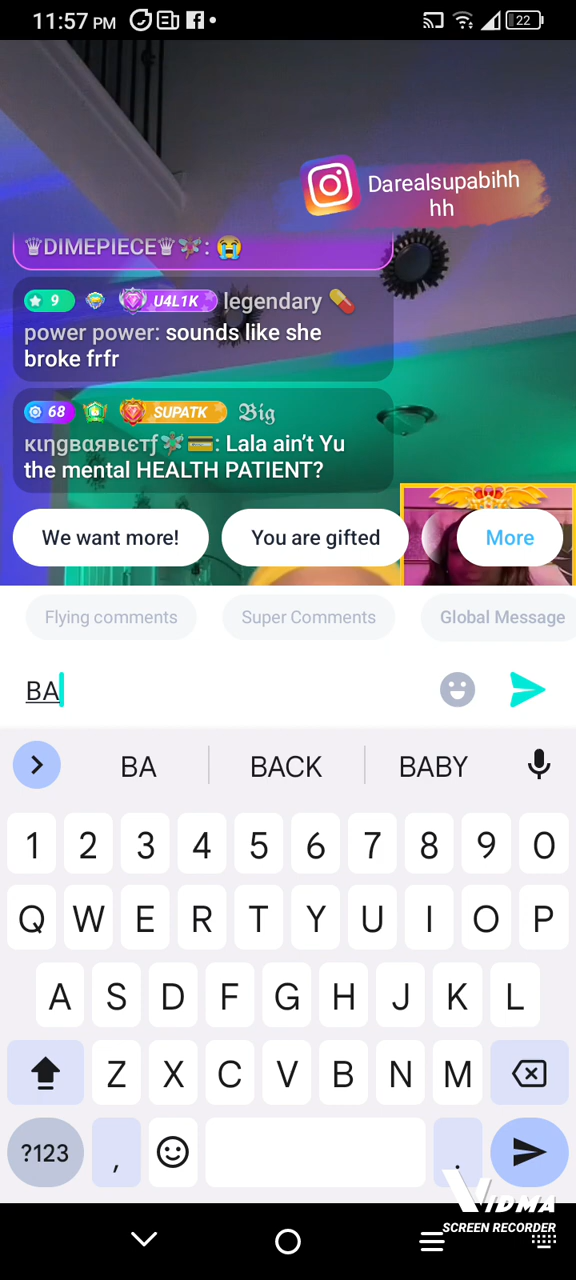 11:57 PM
22
Darealsupabihh
hh
♛DIMEPIECE♛🧚: 😭
9 U4L1K legendary 💊
power power: sounds like she
broke frfr
68 SUPATK 𝔅𝔦𝔤
кιηgвαявιєтƒ🧚💳: Lala ain’t Yu
the mental HEALTH PATIENT?
We want more! You are gifted More
Flying comments Super Comments Global Message
BA
BA BACK BABY
1 2 3 4 5 6 7 8 9 0
Q W E R T Y U I O P
A S D F G H J K L
Z X C V B N M
?123 , .
VIDMA
SCREEN RECORDER